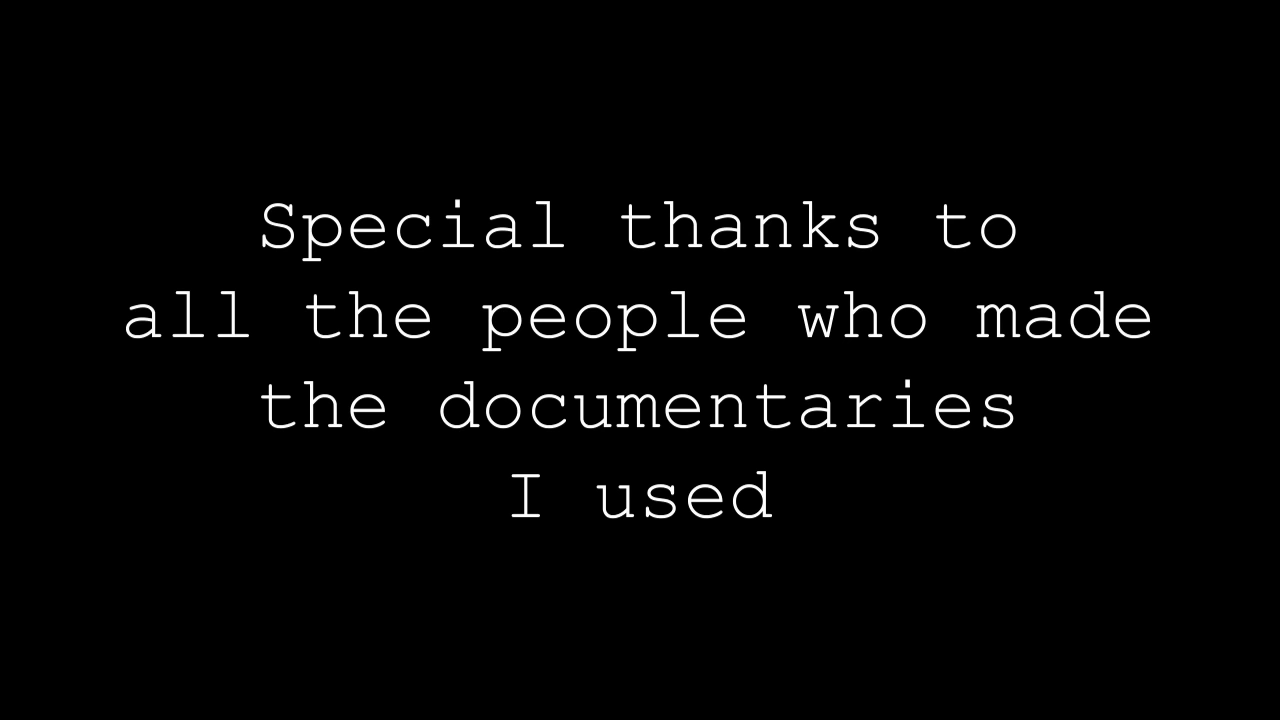 Special thanks to
all the people who made
the documentaries
I used